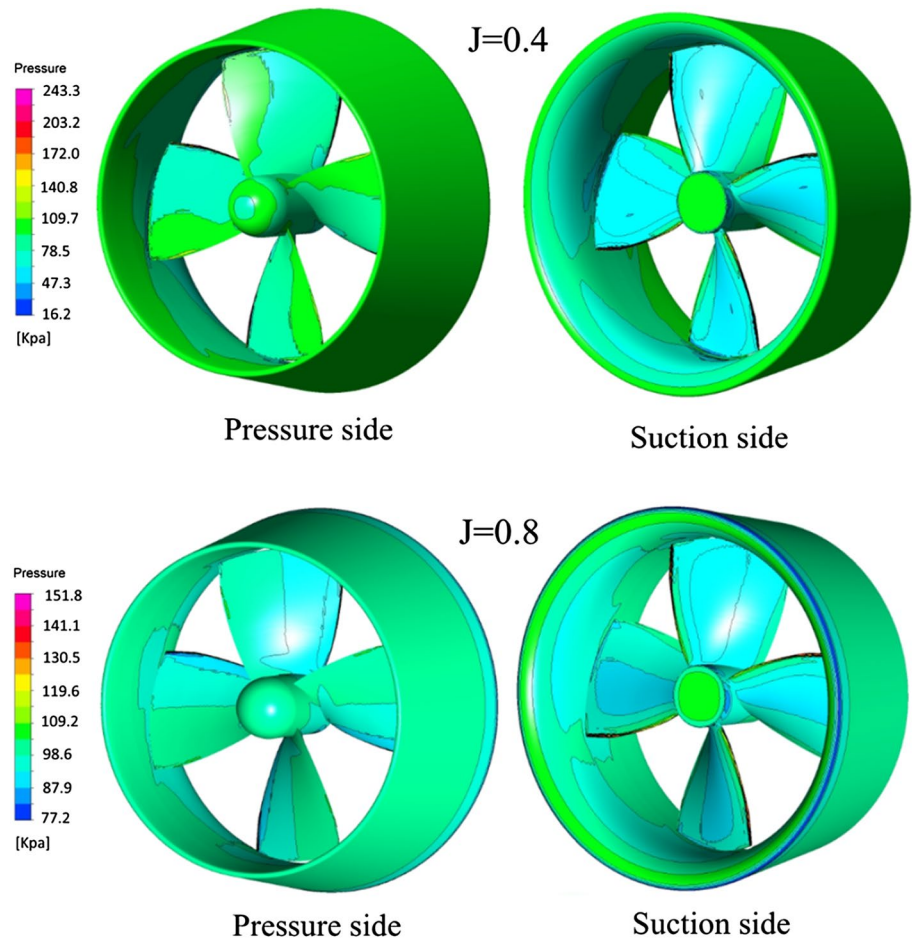 J=0.4
Pressure
243.3
203.2
172.0
140.8
109.7
78.5
47.3
16.2
[Kpa]
Pressure side
Suction side
J=0.8
Pressure
151.8
141.1
130.5
119.6
109.2
98.6
87.9
77.2
[Kpa]
Pressure side
Suction side